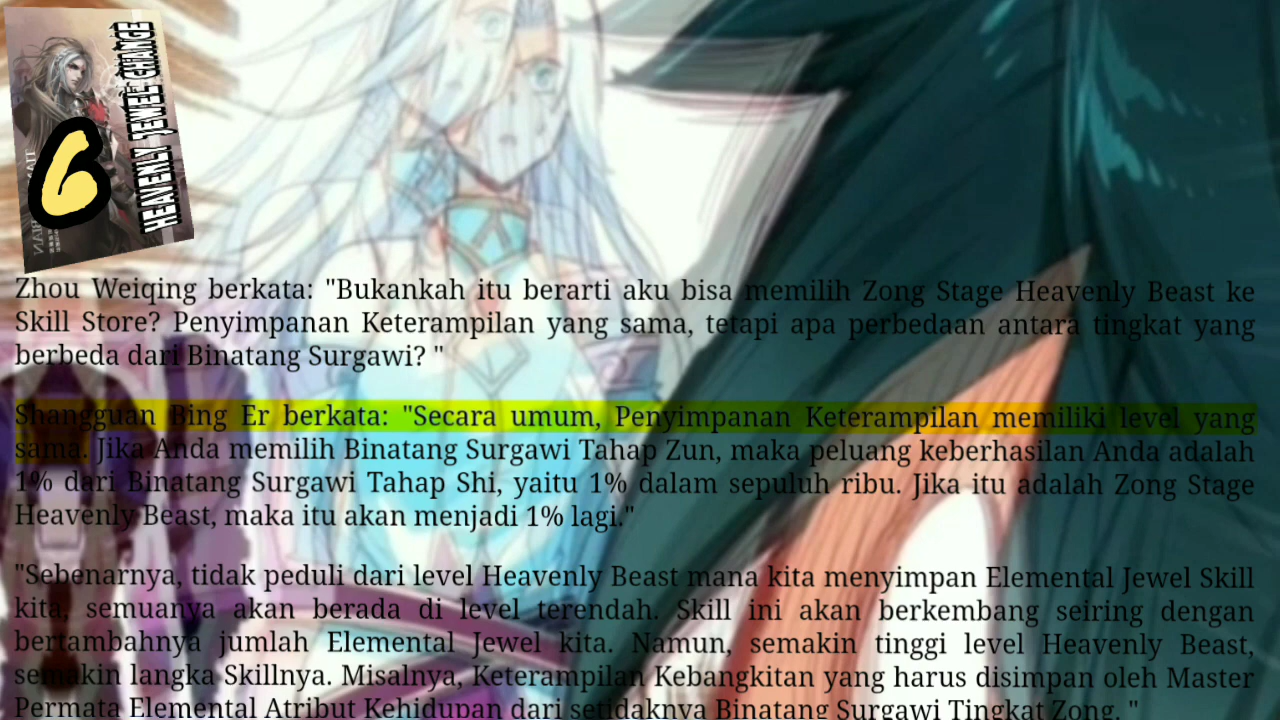 HEAVENLY JEWEL CHANGE
6
Zhou Weiqing berkata: "Bukankah itu berarti aku bisa memilih Zong Stage Heavenly Beast ke
Skill Store? Penyimpanan Keterampilan yang sama, tetapi apa perbedaan antara tingkat yang
berbeda dari Binatang Surgawi? "
Shangguan Bing Er berkata: "Secara umum, Penyimpanan Keterampilan memiliki level yang
sama. Jika Anda memilih Binatang Surgawi Tahap Zun, maka peluang keberhasilan Anda adalah
1% dari Binatang Surgawi Tahap Shi, yaitu 1% dalam sepuluh ribu. Jika itu adalah Zong Stage
Heavenly Beast, maka itu akan menjadi 1% lagi."
"Sebenarnya, tidak peduli dari level Heavenly Beast mana kita menyimpan Elemental Jewel Skill
kita, semuanya akan berada di level terendah. Skill ini akan berkembang seiring dengan
bertambahnya jumlah Elemental Jewel kita. Namun, semakin tinggi level Heavenly Beast,
semakin langka Skillnya. Misalnya, Keterampilan Kebangkitan yang harus disimpan oleh Master
Permata Elemental Atribut Kehidupan dari setidaknya Binatang Surgawi Tingkat Zong. "